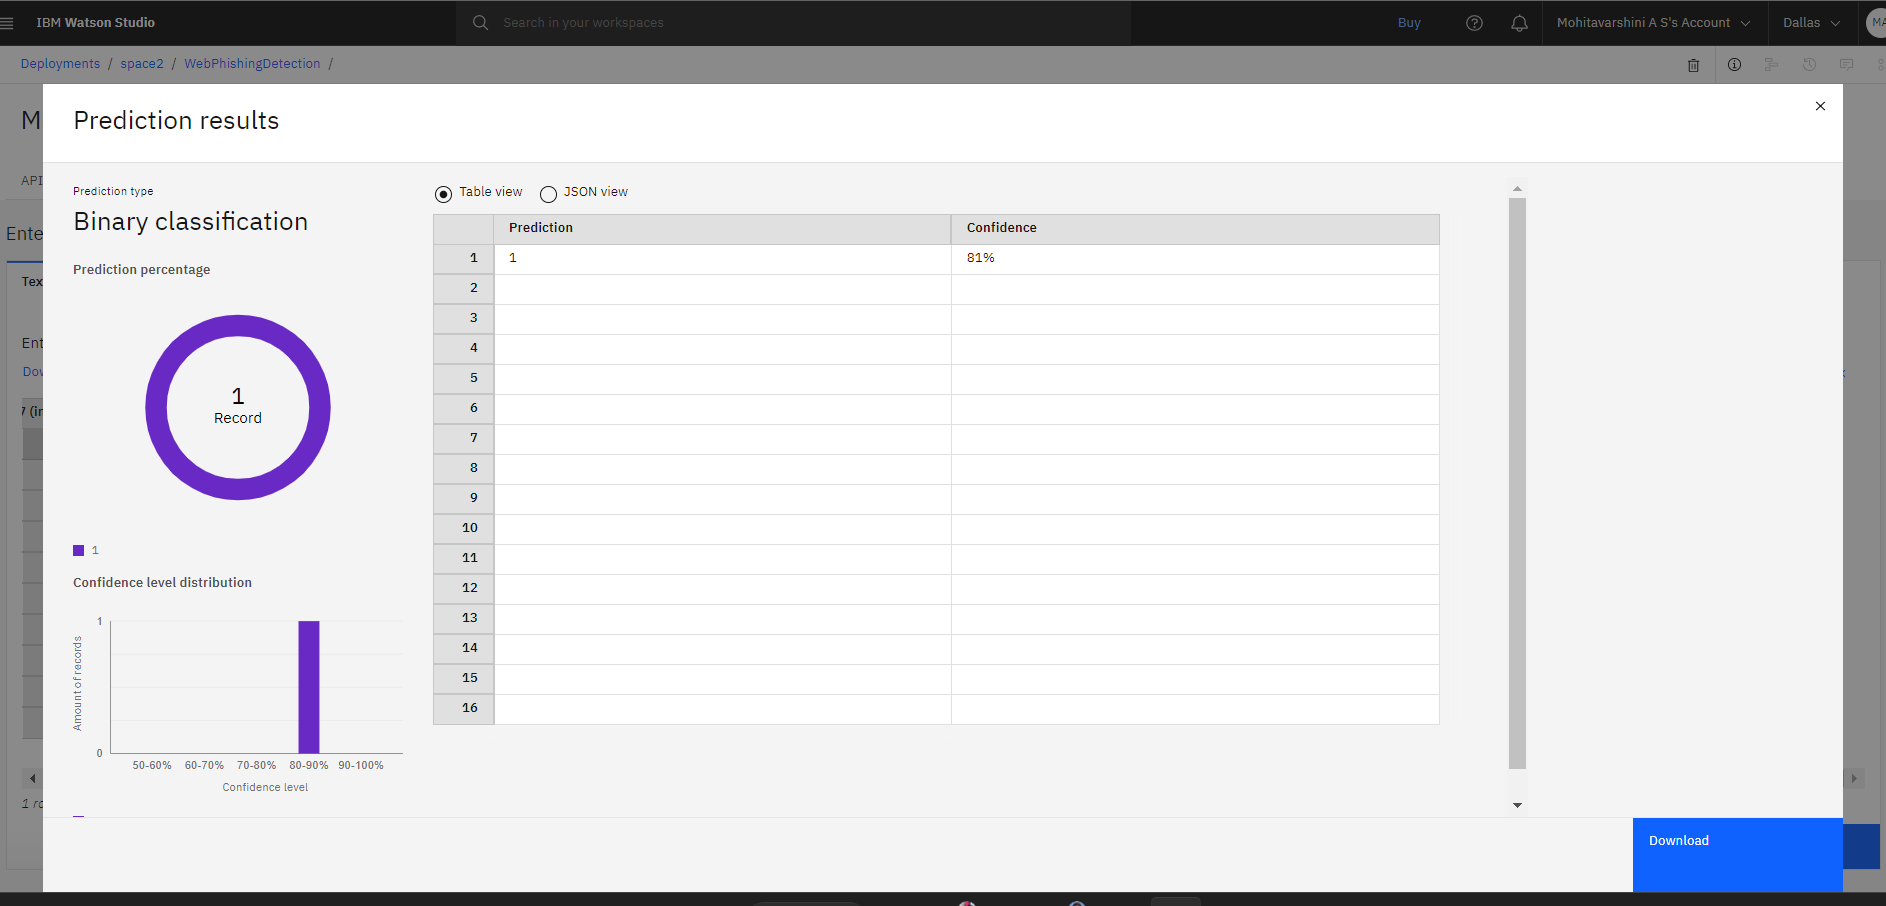 IBM Watson Studio
Search in your workspaces
Buy
Mohitavarshini A S's Account
Dallas
MA
Deployments / space2 / WebPhishingDetection /
M
Prediction results
API
Prediction type
Binary classification
Table view
JSON view
Prediction
Confidence
Ente
Prediction percentage
1
1
81%
Tex
2
3
Ent
4
Dov
5
7 (in
1
Record
6
7
8
9
10
1
11
Confidence level distribution
12
13
14
15
16
1
Amount of records
0
50-60%
60-70%
70-80%
80-90%
90-100%
Confidence level
1 ro
Download